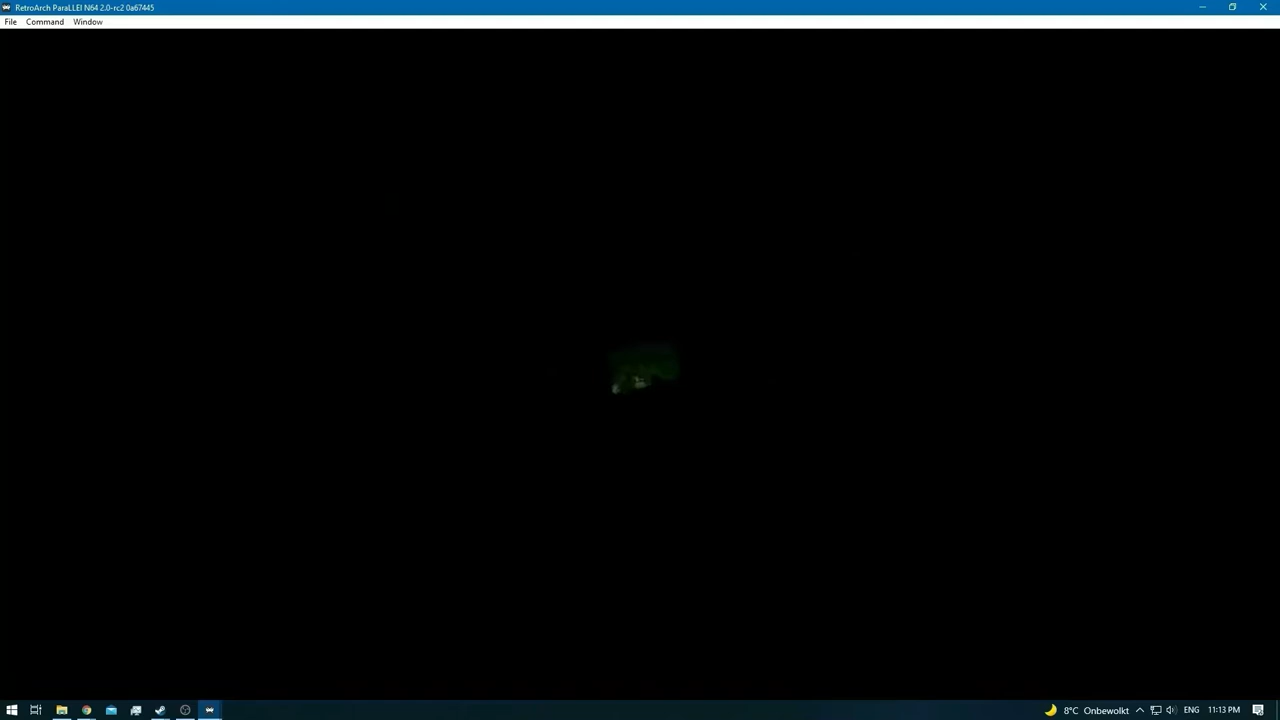 RetroArch ParaLLEl N64 2.0-rc2 0a67445
File Command Window
8°C Onbewolkt ENG 11:13 PM